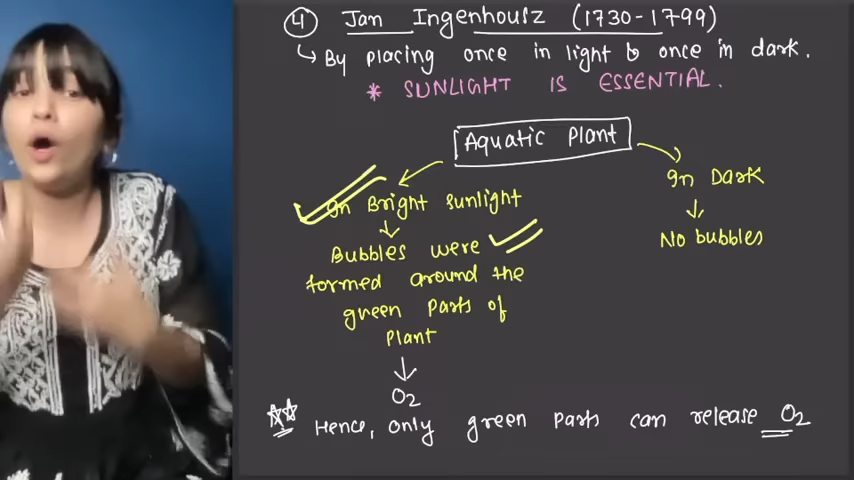 4 Jan Ingenhousz (1730-1799)
↳ By placing once in light & once in dark.
* SUNLIGHT IS ESSENTIAL.
Aquatic Plant
In Bright sunlight
In Dark
↓
↓
Bubbles were
No bubbles
formed around the
green parts of
plant
↓
O₂
Hence, only green parts can release O₂